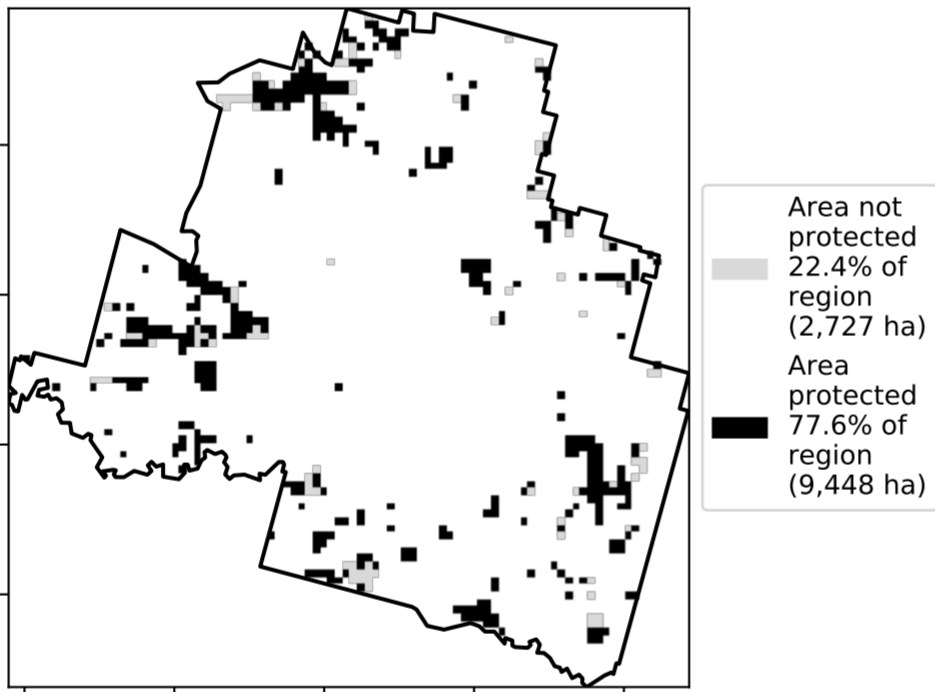 Area not
protected
22.4% of
region
(2,727 ha)
Area
protected
77.6% of
region
(9,448 ha)